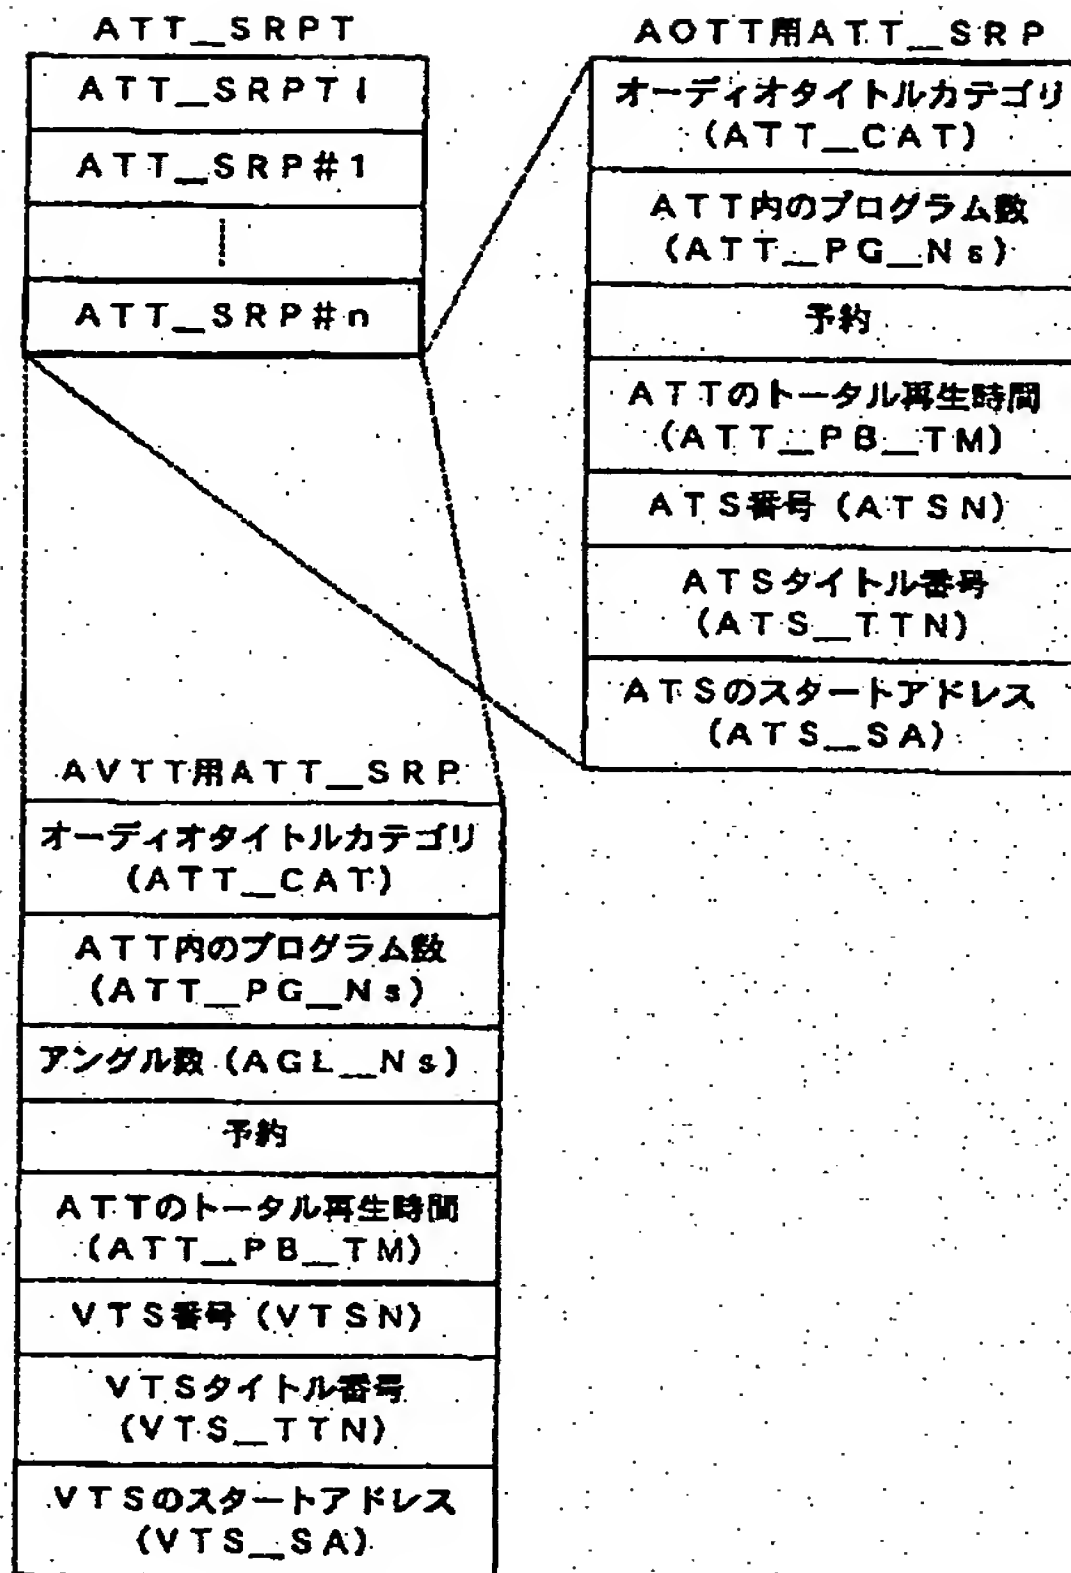 ATT_SRPT
ATT_SRPTI
ATT_SRP#1
ATT_SRP#n
AOTT用ATT_SRP
オーディオタイトルカテゴリ
(ATT_CAT)
ATT内のプログラム数
(ATT_PG_Ns)
予約
ATTのトータル再生時間
(ATT_PB_TM)
ATS番号(ATSN)
ATSタイトル番号
(ATS_TTN)
ATSのスタートアドレス
(ATS_SA)
AVTT用ATT_SRP
オーディオタイトルカテゴリ
(ATT_CAT)
ATT内のプログラム数
(ATT_PG_Ns)
アングル数(AGL_Ns)
予約
ATTのトータル再生時間
(ATT_PB_TM)
VTS番号(VTSN)
VTSタイトル番号
(VTS_TTN)
VTSのスタートアドレス
(VTS_SA)